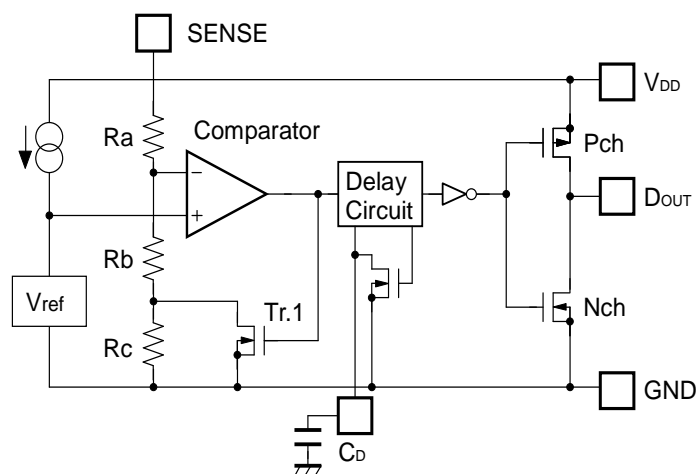 SENSE
VDD
Ra
Comparator
Pch
−
+
Delay
Circuit
DOUT
Rb
Vref
Tr.1
Nch
Rc
GND
CD